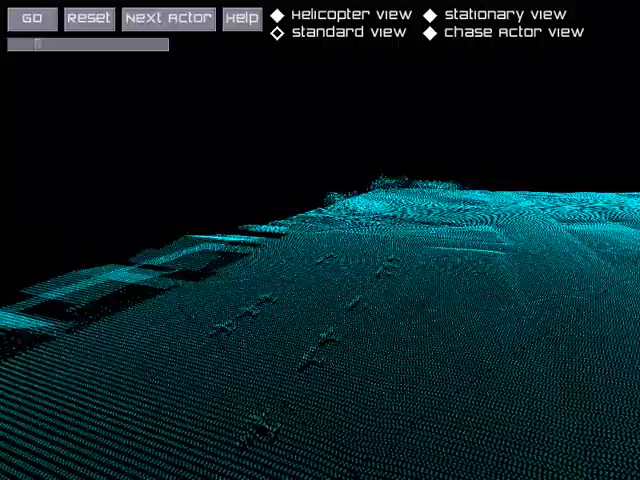 GO Reset Next Actor Help
Helicopter view Stationary view
Standard view Chase Actor view